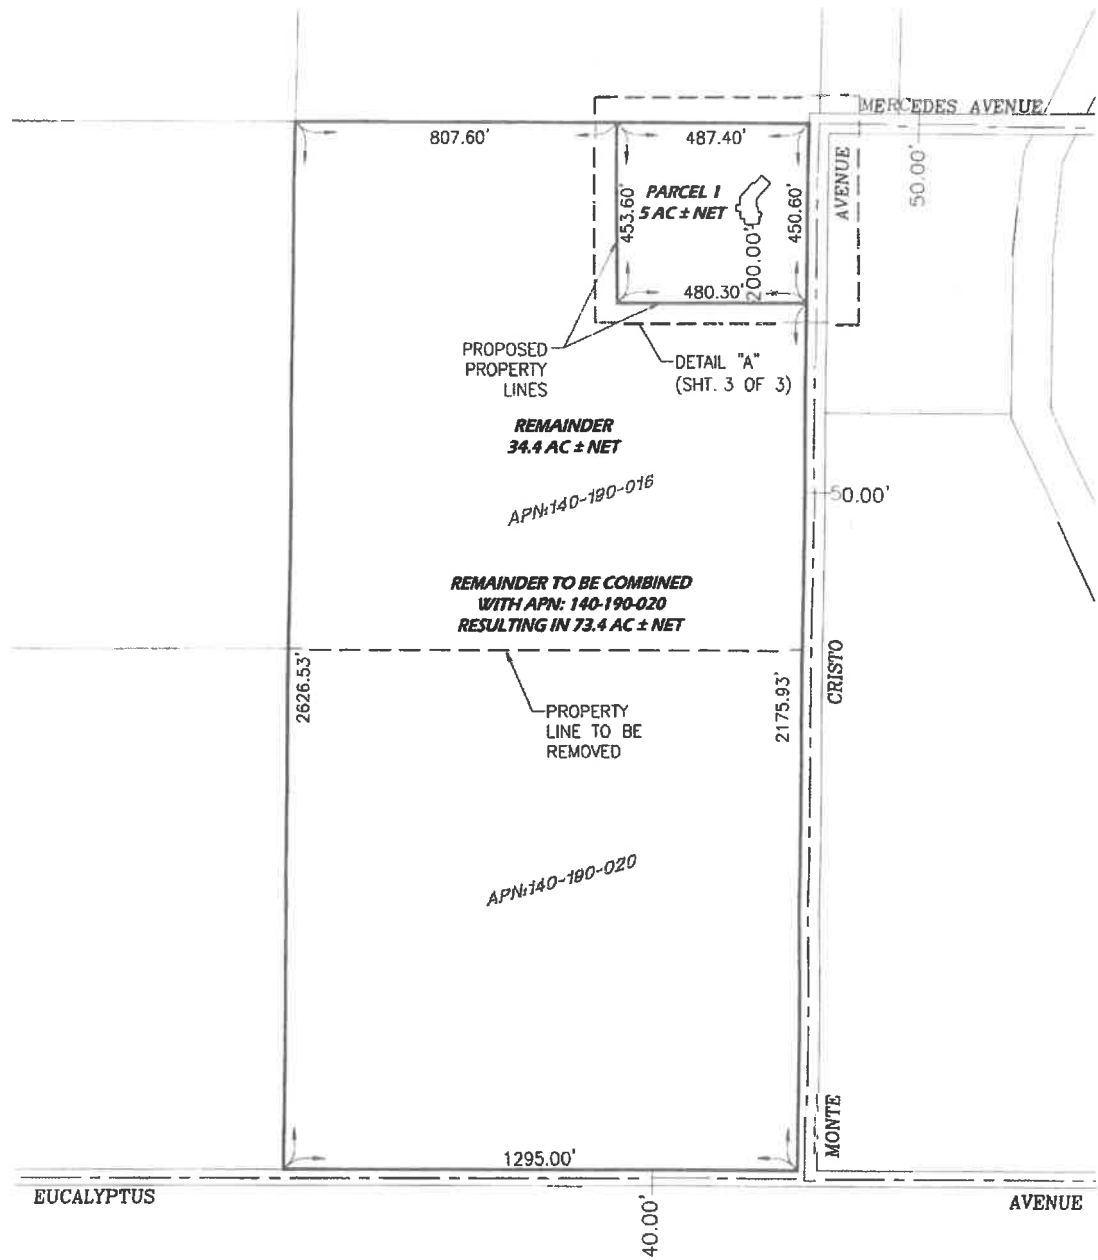 MERCEDES AVENUE
807.60'
487.40'
AVENUE
50.00'
PARCEL 1
5 AC ± NET
453.60'
450.60'
200.00'
480.30'
PROPOSED
PROPERTY
LINES
DETAIL "A"
(SHT. 3 OF 3)
REMAINDER
34.4 AC ± NET
APN:140-190-016
50.00'
REMAINDER TO BE COMBINED
WITH APN: 140-190-020
RESULTING IN 73.4 AC ± NET
2626.53'
CRISTO
2175.93'
PROPERTY
LINE TO BE
REMOVED
APN:140-190-020
MONTE
1295.00'
EUCALYPTUS
AVENUE
40.00'